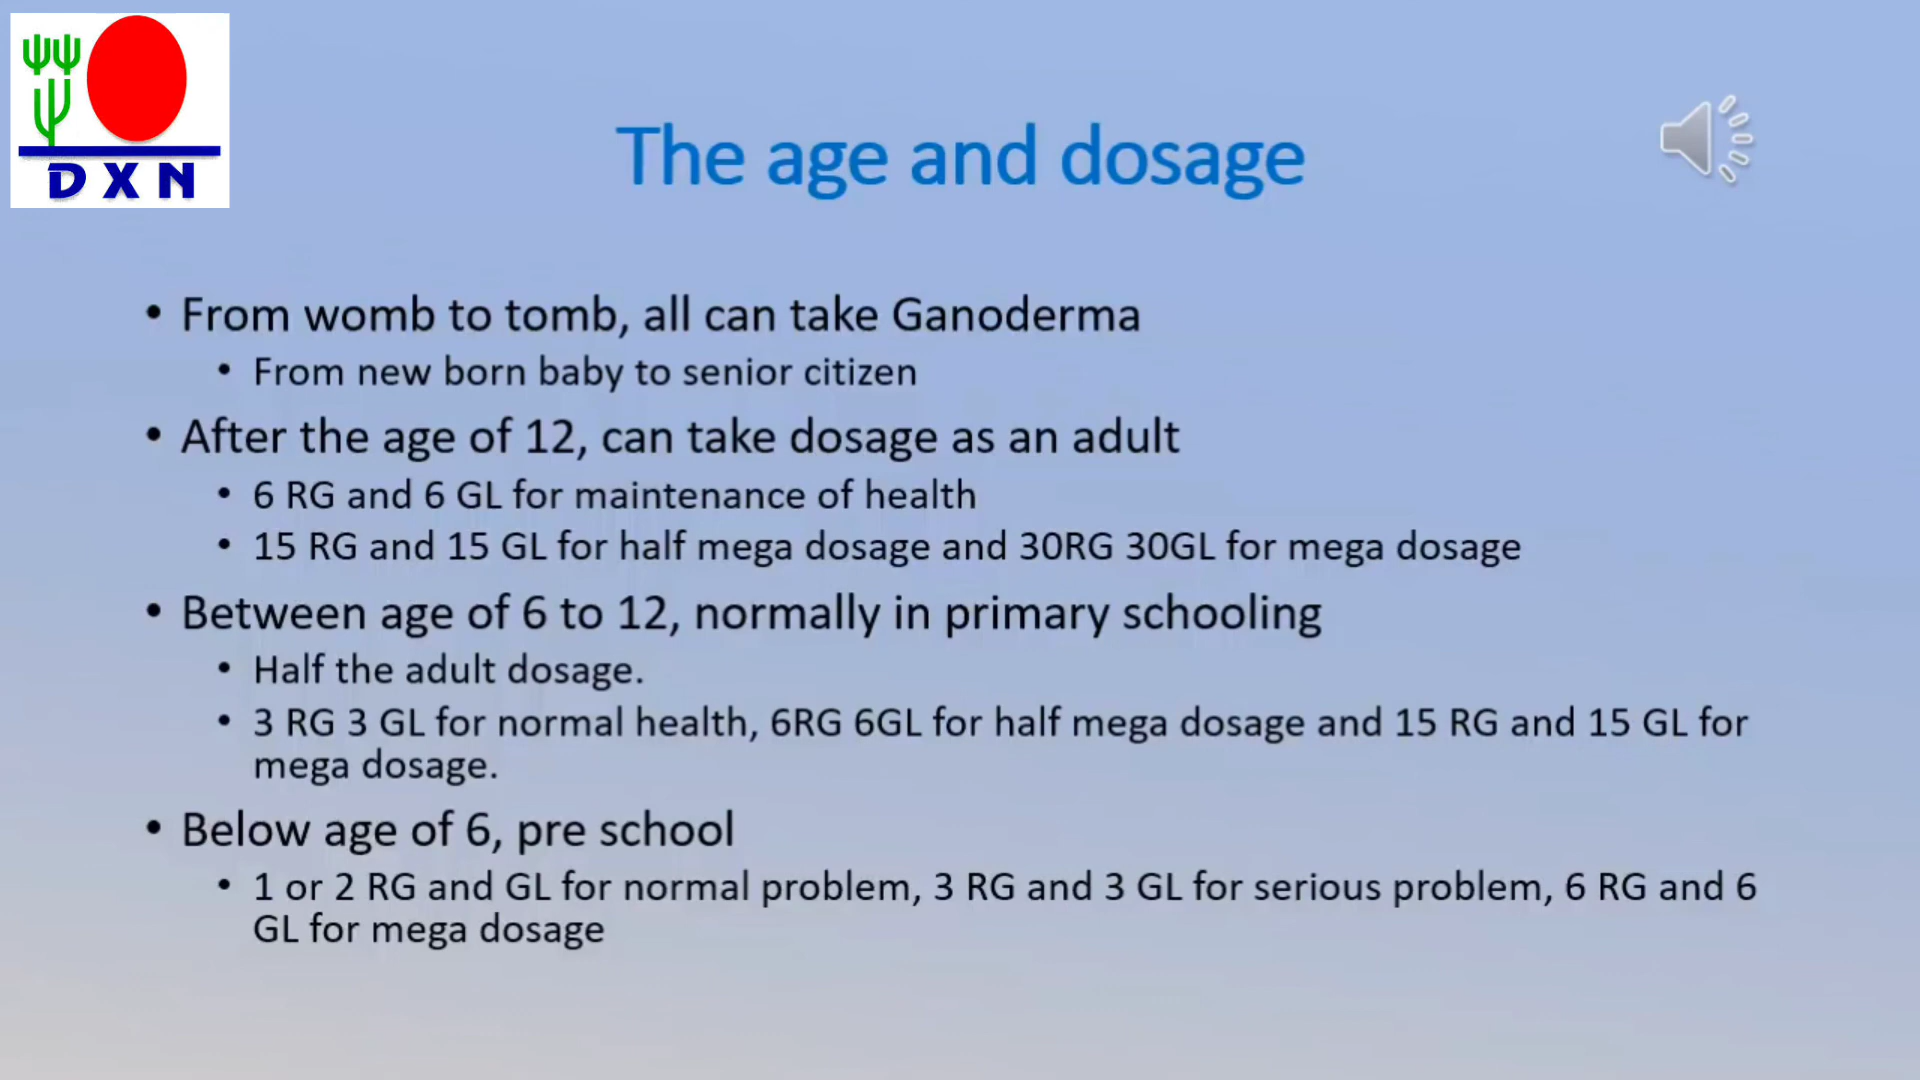 DXN
The age and dosage
• From womb to tomb, all can take Ganoderma
• From new born baby to senior citizen
• After the age of 12, can take dosage as an adult
• 6 RG and 6 GL for maintenance of health
• 15 RG and 15 GL for half mega dosage and 30RG 30GL for mega dosage
• Between age of 6 to 12, normally in primary schooling
• Half the adult dosage.
• 3 RG 3 GL for normal health, 6RG 6GL for half mega dosage and 15 RG and 15 GL for
mega dosage.
• Below age of 6, pre school
• 1 or 2 RG and GL for normal problem, 3 RG and 3 GL for serious problem, 6 RG and 6
GL for mega dosage